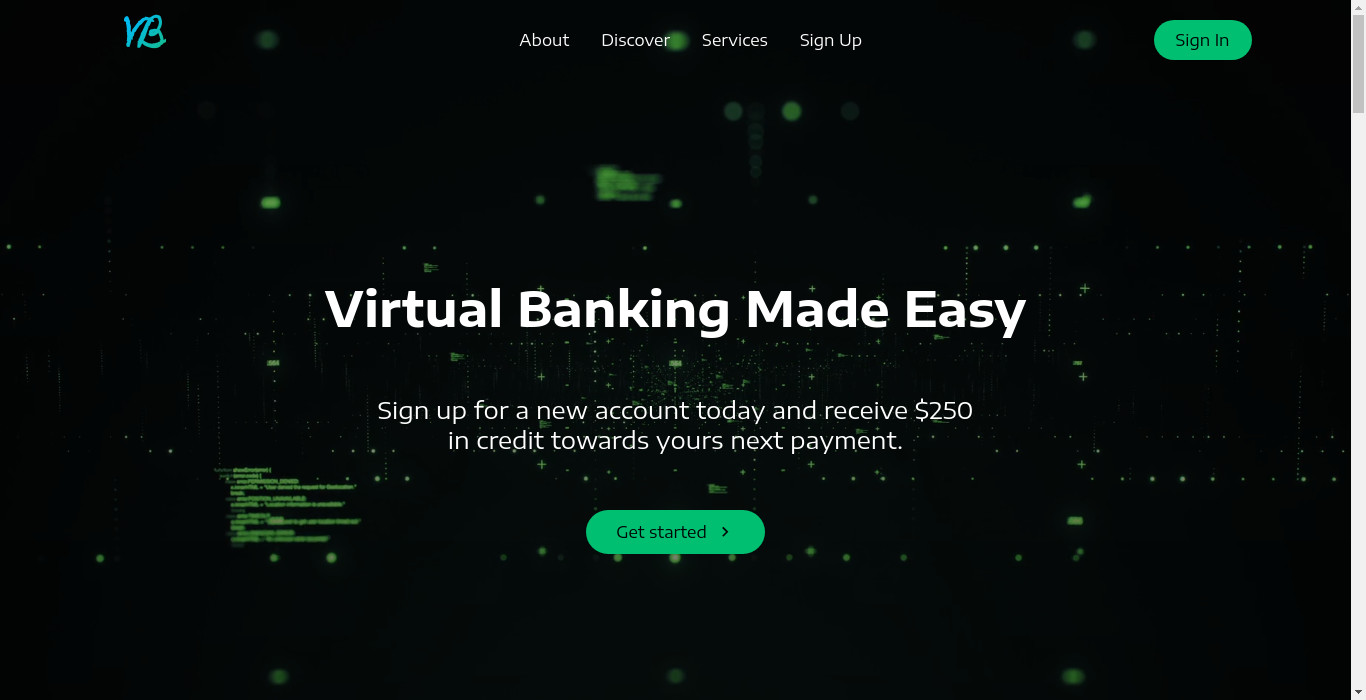 VB
About Discover Services Sign Up Sign In
Virtual Banking Made Easy
Sign up for a new account today and receive $250
in credit towards yours next payment.
Get started